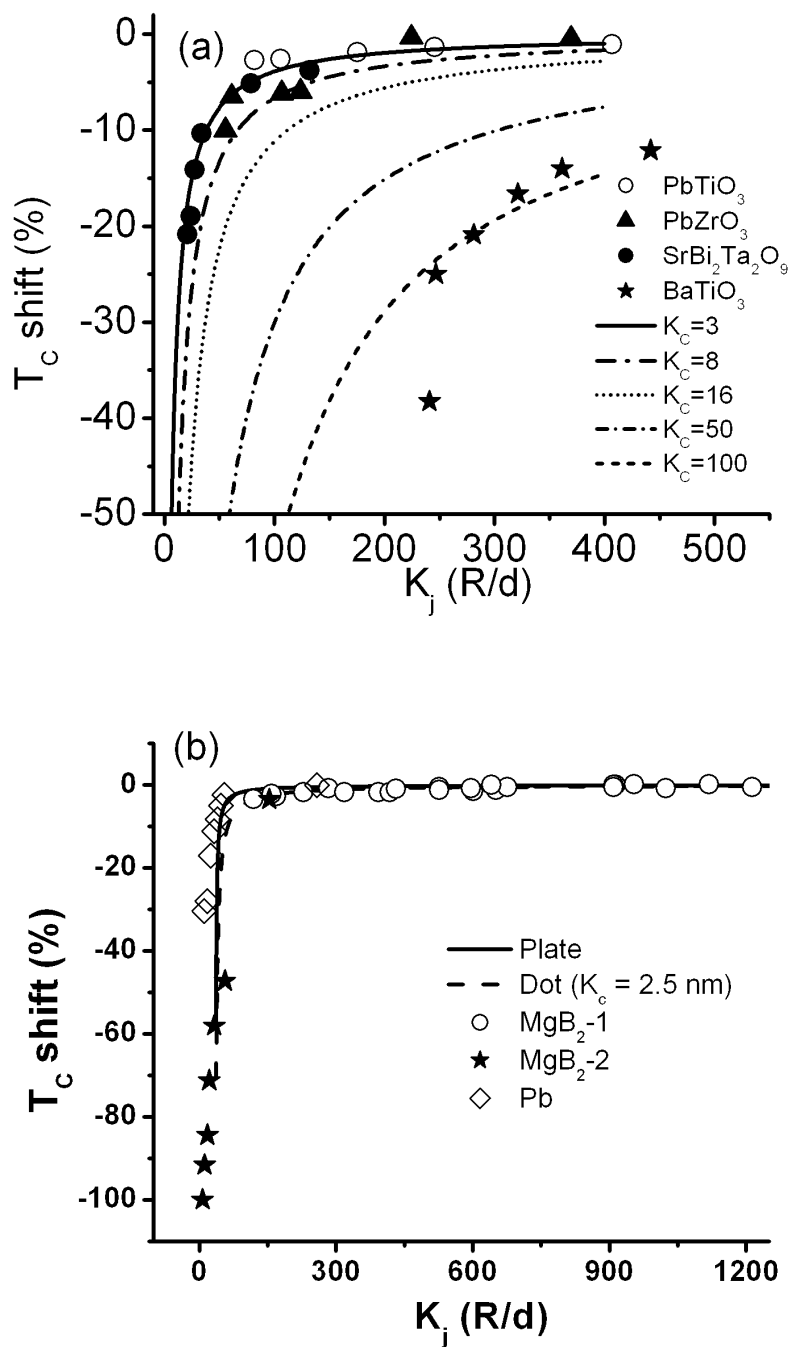 (a)
0
-10
-20
-30
-40
-50
T_C shift (%)
0 100 200 300 400 500
K_j (R/d)
PbTiO_3
PbZrO_3
SrBi_2Ta_2O_9
BaTiO_3
K_C=3
K_C=8
K_C=16
K_C=50
K_C=100
(b)
0
-20
-40
-60
-80
-100
T_C shift (%)
0 300 600 900 1200
K_j (R/d)
Plate
Dot (K_c = 2.5 nm)
MgB_2-1
MgB_2-2
Pb